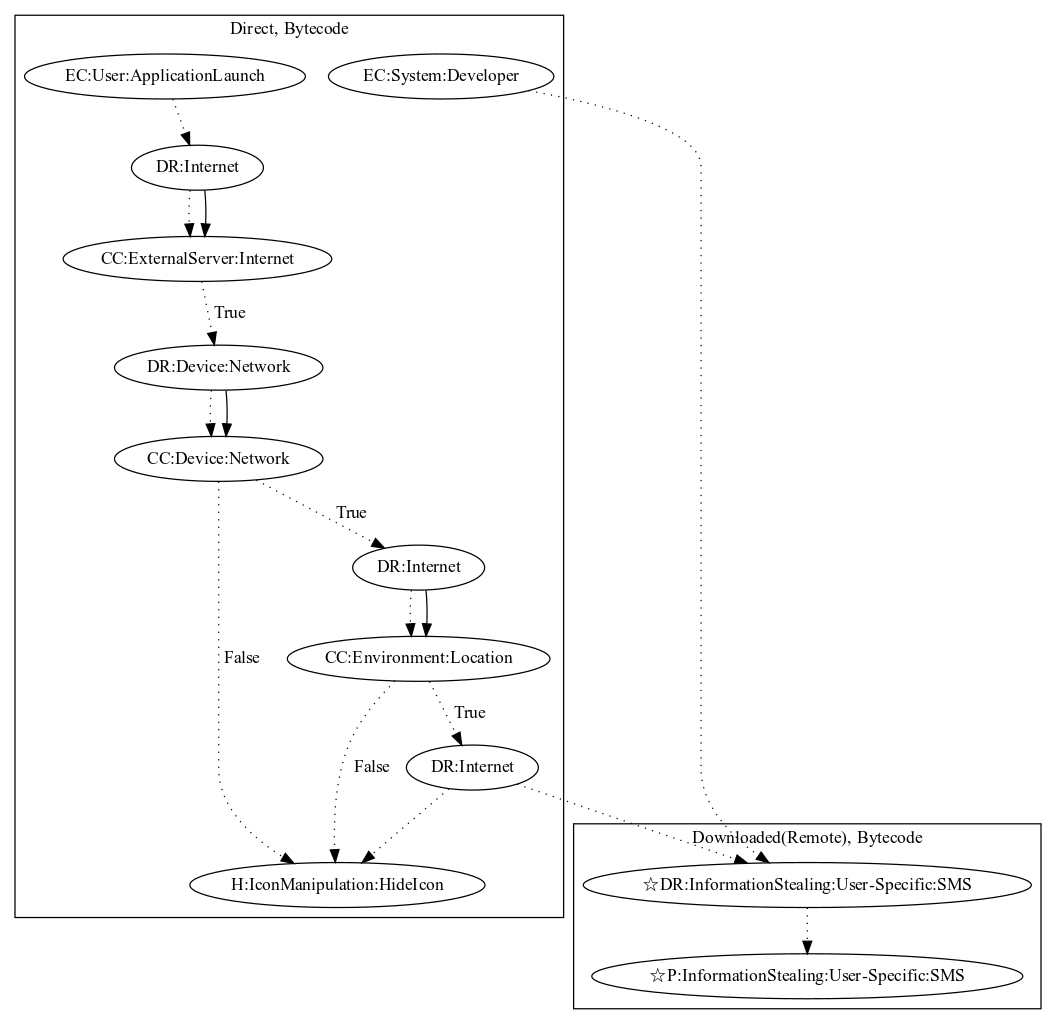 Direct, Bytecode
EC:User:ApplicationLaunch
EC:System:Developer
DR:Internet
CC:ExternalServer:Internet
True
DR:Device:Network
CC:Device:Network
True
DR:Internet
False
CC:Environment:Location
True
False
DR:Internet
Downloaded(Remote), Bytecode
H:IconManipulation:HideIcon
☆DR:InformationStealing:User-Specific:SMS
☆P:InformationStealing:User-Specific:SMS